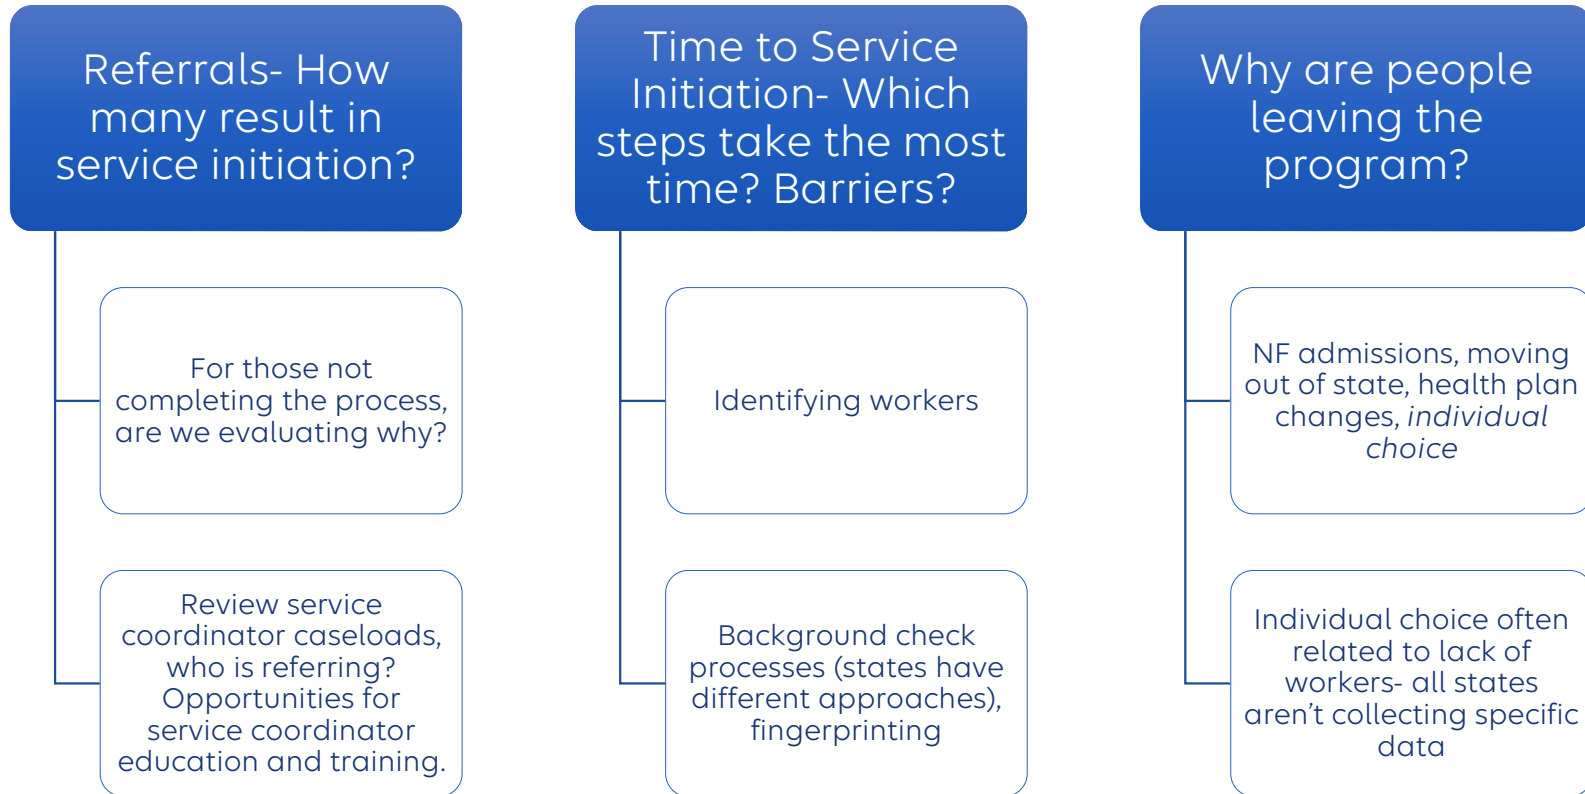 Referrals- How
many result in
service initiation?
For those not
completing the process,
are we evaluating why?
Review service
coordinator caseloads,
who is referring?
Opportunities for
service coordinator
education and training.
Time to Service
Initiation- Which
steps take the most
time? Barriers?
Identifying workers
Background check
processes (states have
different approaches),
fingerprinting
Why are people
leaving the
program?
NF admissions, moving
out of state, health plan
changes, individual
choice
Individual choice often
related to lack of
workers- all states
aren’t collecting specific
data